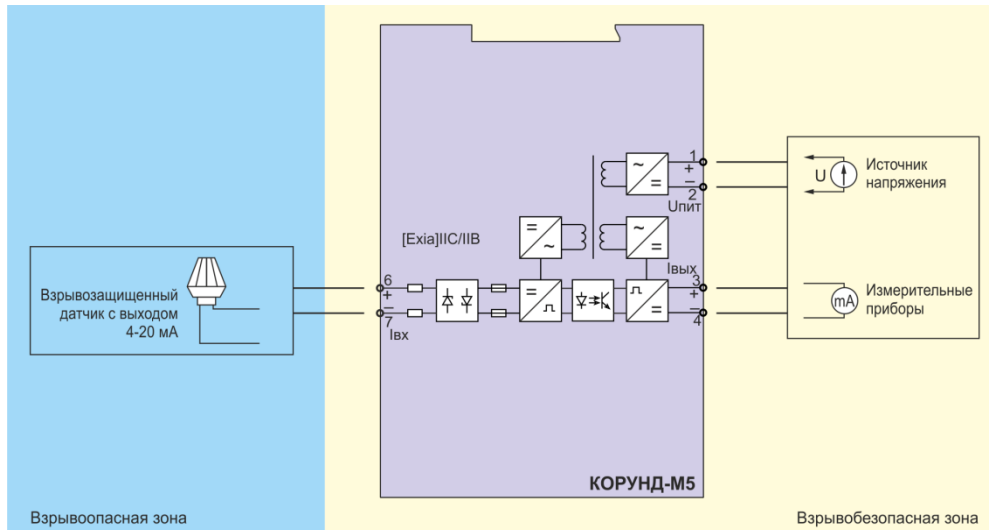 1
+
−
2
Uпит
U
Источник
напряжения
~
=
=
~
~
=
[Exia]IIC/IIB
Iвых
Взрывозащищенный
датчик с выходом
4-20 мА
6
+
−
7
Iвх
=
=
3
+
−
4
mA
Измерительные
приборы
КОРУНД-М5
Взрывоопасная зона
Взрывобезопасная зона